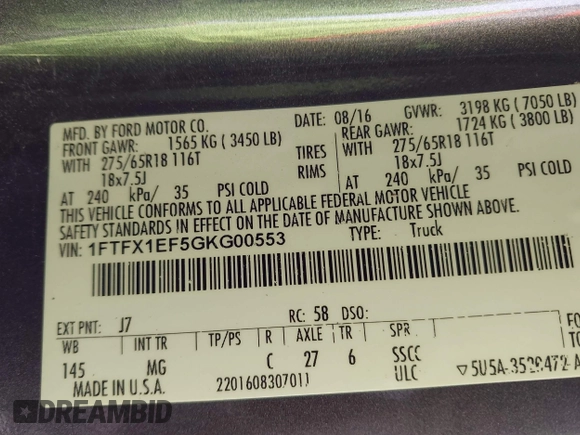 MFD. BY FORD MOTOR CO.
DATE: 08/16 GVWR: 3198 KG (7050 LB)
FRONT GAWR: 1565 KG (3450 LB) REAR GAWR: 1724 KG (3800 LB)
WITH 275/65R18 116T TIRES WITH 275/65R18 116T
18x7.5J RIMS 18x7.5J
AT 240 kPa/ 35 PSI COLD AT 240 kPa/ 35 PSI COLD
THIS VEHICLE CONFORMS TO ALL APPLICABLE FEDERAL MOTOR VEHICLE
SAFETY STANDARDS IN EFFECT ON THE DATE OF MANUFACTURE SHOWN ABOVE.
VIN: 1FTFX1EF5GKG00553 TYPE: Truck
EXT PNT: J7 RC: 58 DSO:
WB INT TR TP/PS R AXLE TR SPR
145 MG C 27 6 SSCC
MADE IN U.S.A. 220160830701J ULC
DREAMBID